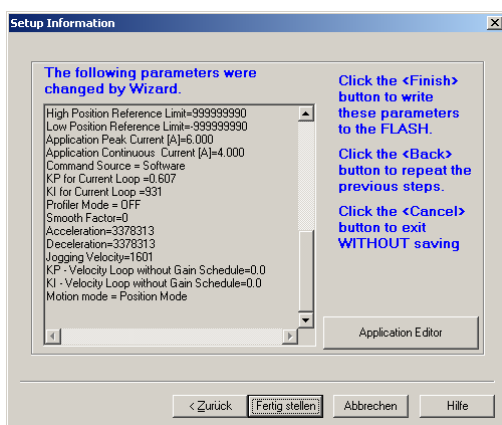 Setup Information
The following parameters were
changed by Wizard.
High Position Reference Limit=999999990
Low Position Reference Limit=-999999990
Application Peak Current [A]=6.000
Application Continuous  Current [A]=4.000
Command Source = Software
KP for Current Loop =0.607
KI for Current Loop =931
Profiler Mode = OFF
Smooth Factor=0
Acceleration=3378313
Deceleration=3378313
Jogging Velocity=1601
KP - Velocity Loop without Gain Schedule=0.0
KI - Velocity Loop without Gain Schedule=0.0
Motion mode = Position Mode
Click the <Finish>
button to write
these parameters
to the FLASH.
Click the <Back>
button to repeat the
previous steps.
Click the <Cancel>
button to exit
WITHOUT saving
Application Editor
< Zurück
Fertig stellen
Abbrechen
Hilfe